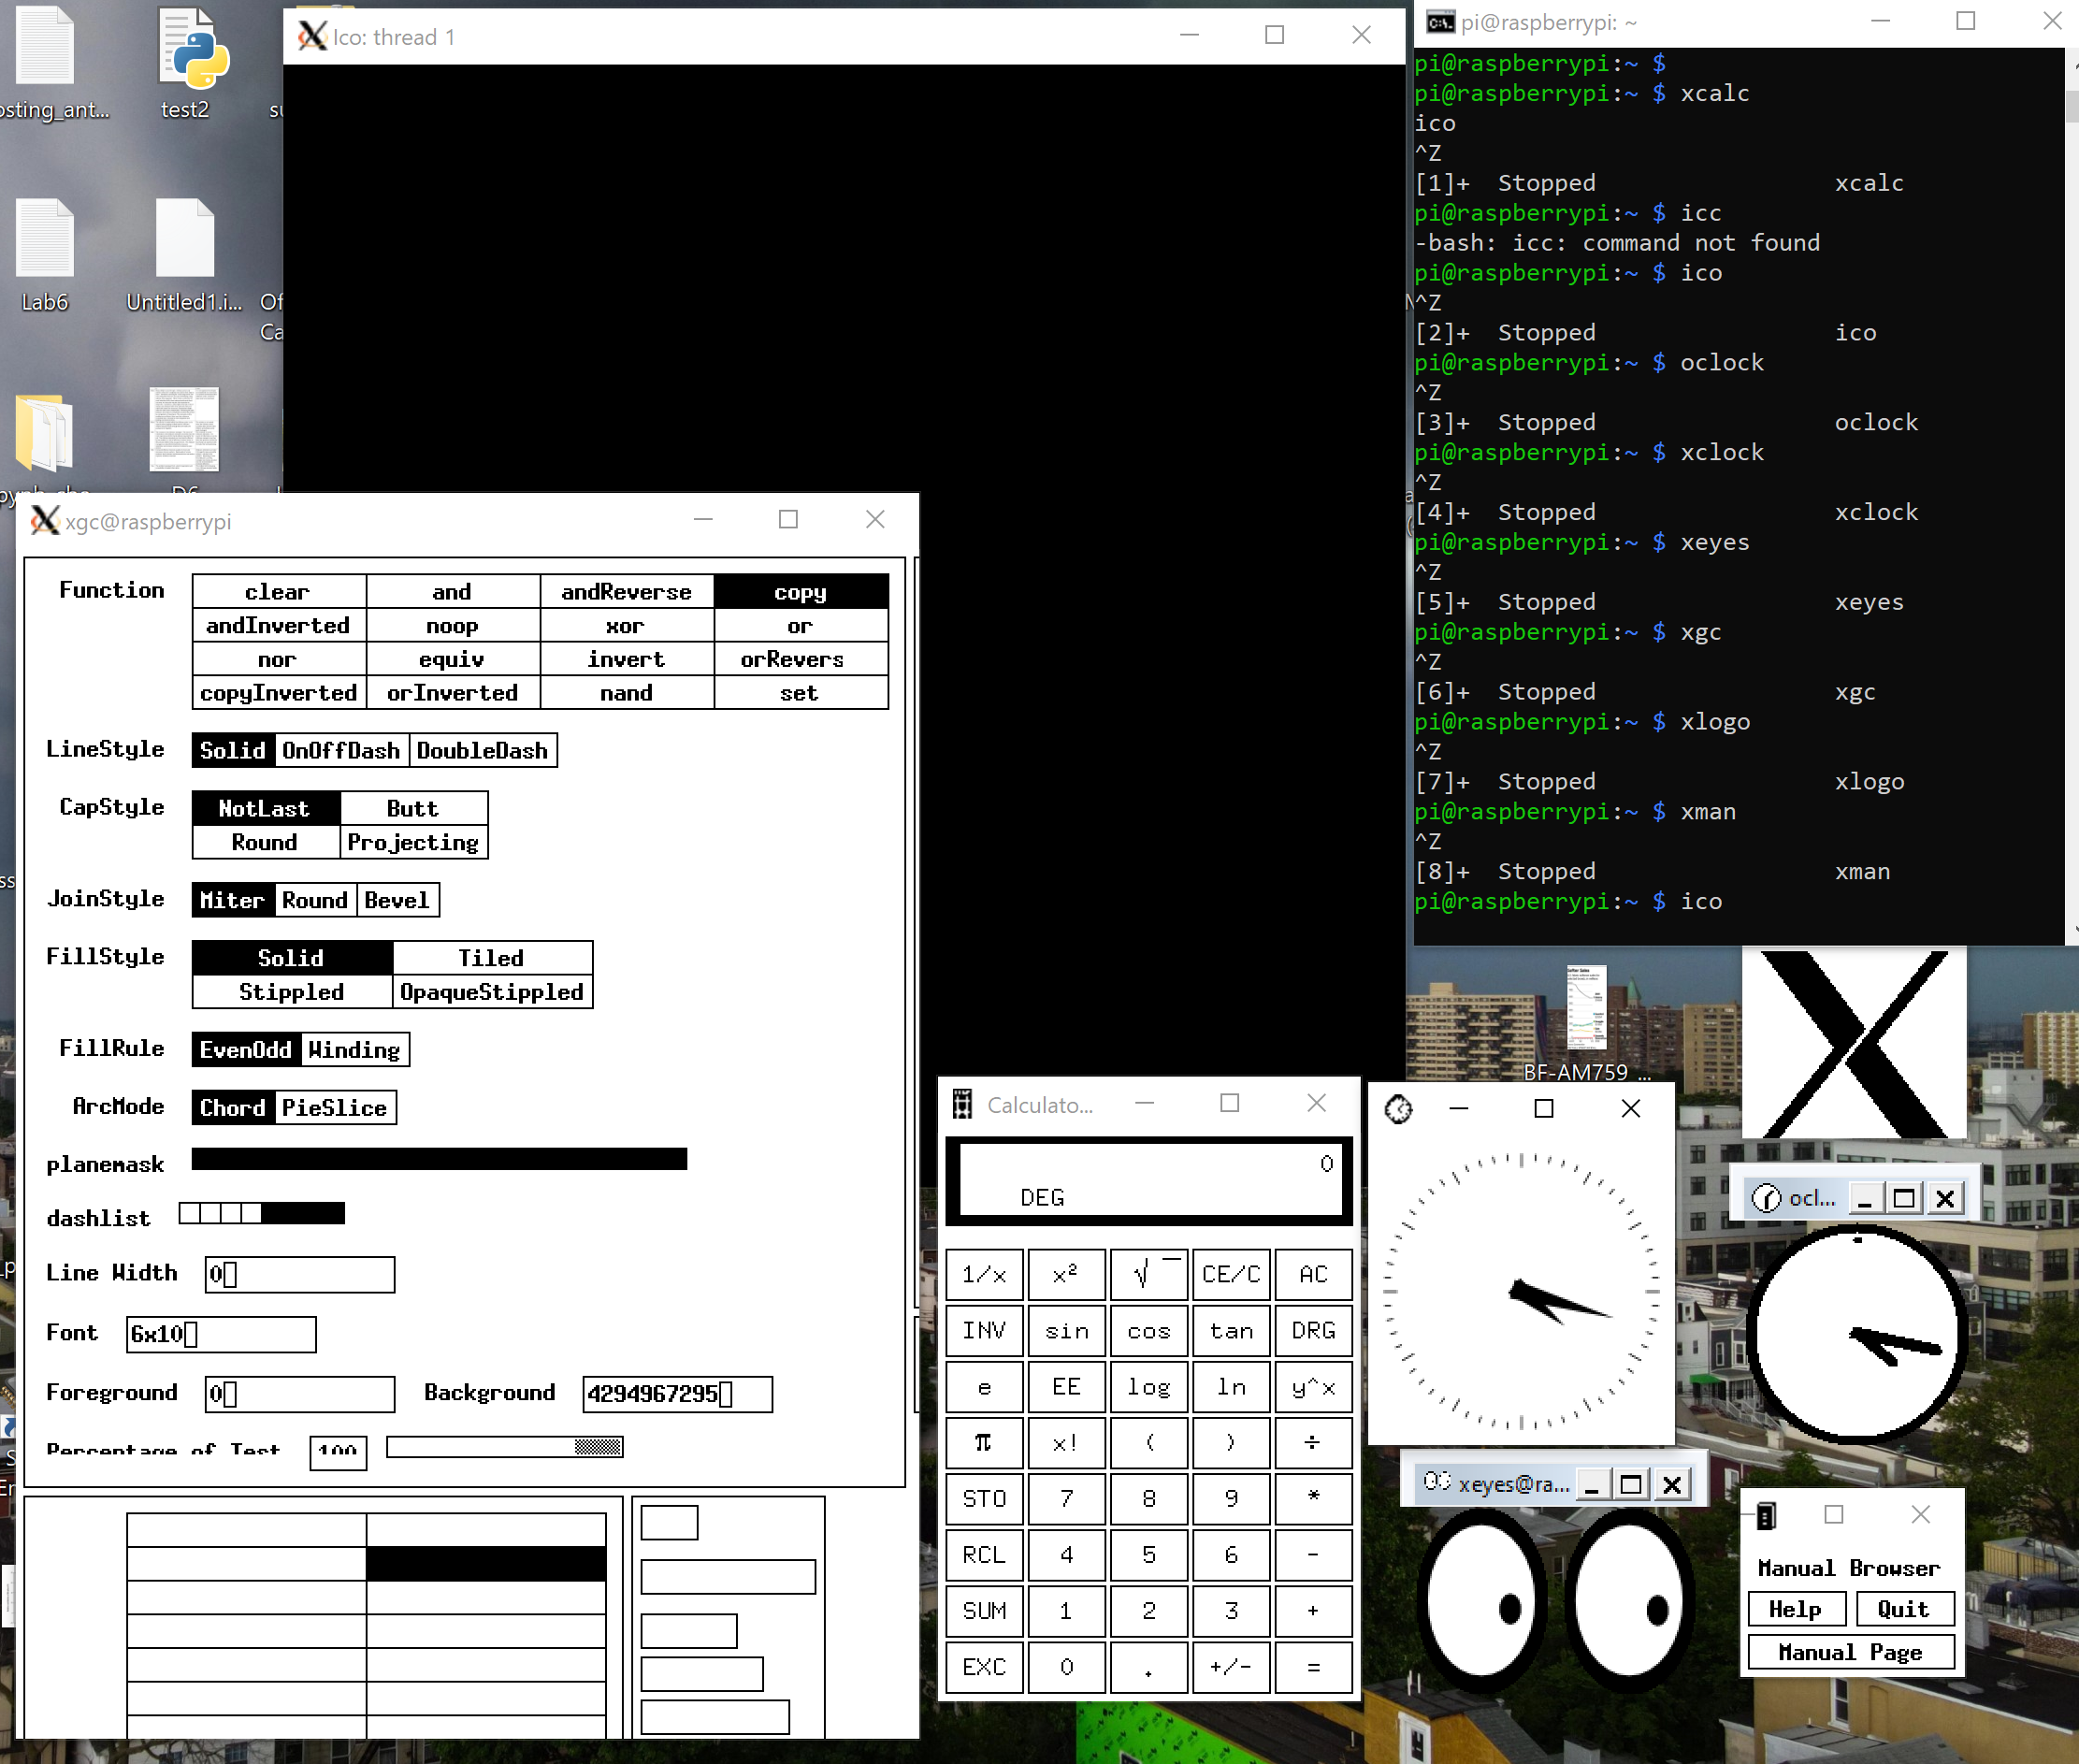 test2
Lab6
Untitled1.i...
Ico: thread 1
pi@raspberrypi: ~
pi@raspberrypi:~ $
pi@raspberrypi:~ $ xcalc
ico
^Z
[1]+  Stopped                 xcalc
pi@raspberrypi:~ $ icc
-bash: icc: command not found
pi@raspberrypi:~ $ ico
^Z
[2]+  Stopped                 ico
pi@raspberrypi:~ $ oclock
^Z
[3]+  Stopped                 oclock
pi@raspberrypi:~ $ xclock
^Z
[4]+  Stopped                 xclock
pi@raspberrypi:~ $ xeyes
^Z
[5]+  Stopped                 xeyes
pi@raspberrypi:~ $ xgc
^Z
[6]+  Stopped                 xgc
pi@raspberrypi:~ $ xlogo
^Z
[7]+  Stopped                 xlogo
pi@raspberrypi:~ $ xman
^Z
[8]+  Stopped                 xman
pi@raspberrypi:~ $ ico
xgc@raspberrypi
Function clear and andReverse copy
andInverted noop xor or
nor equiv invert orRevers
copyInverted orInverted nand set
LineStyle Solid OnOffDash DoubleDash
CapStyle NotLast Butt
Round Projecting
JoinStyle Miter Round Bevel
FillStyle Solid Tiled
Stippled OpaqueStippled
FillRule EvenOdd Winding
ArcMode Chord PieSlice
planemask
dashlist
Line Width 0
Font 6x10
Foreground 0 Background 4294967295
Percentage of Test 100
Calculato...
0
DEG
1/x x² √ CE/C AC
INV sin cos tan DRG
e EE log ln y^x
π x! ( ) ÷
STO 7 8 9 *
RCL 4 5 6 -
SUM 1 2 3 +
EXC 0 . +/- =
BF-AM759 ...
ocl...
xeyes@ra...
Manual Browser
Help Quit
Manual Page